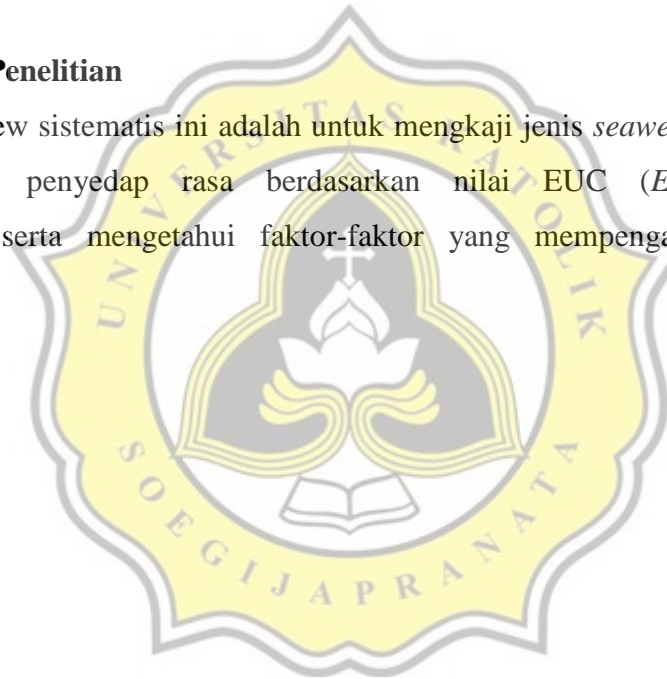 Penelitian
ew sistematis ini adalah untuk mengkaji jenis seawe
penyedap rasa berdasarkan nilai EUC (E
serta mengetahui faktor-faktor yang mempenga
UNIVERSITAS KATOLIK
SOEGIJAPRANATA